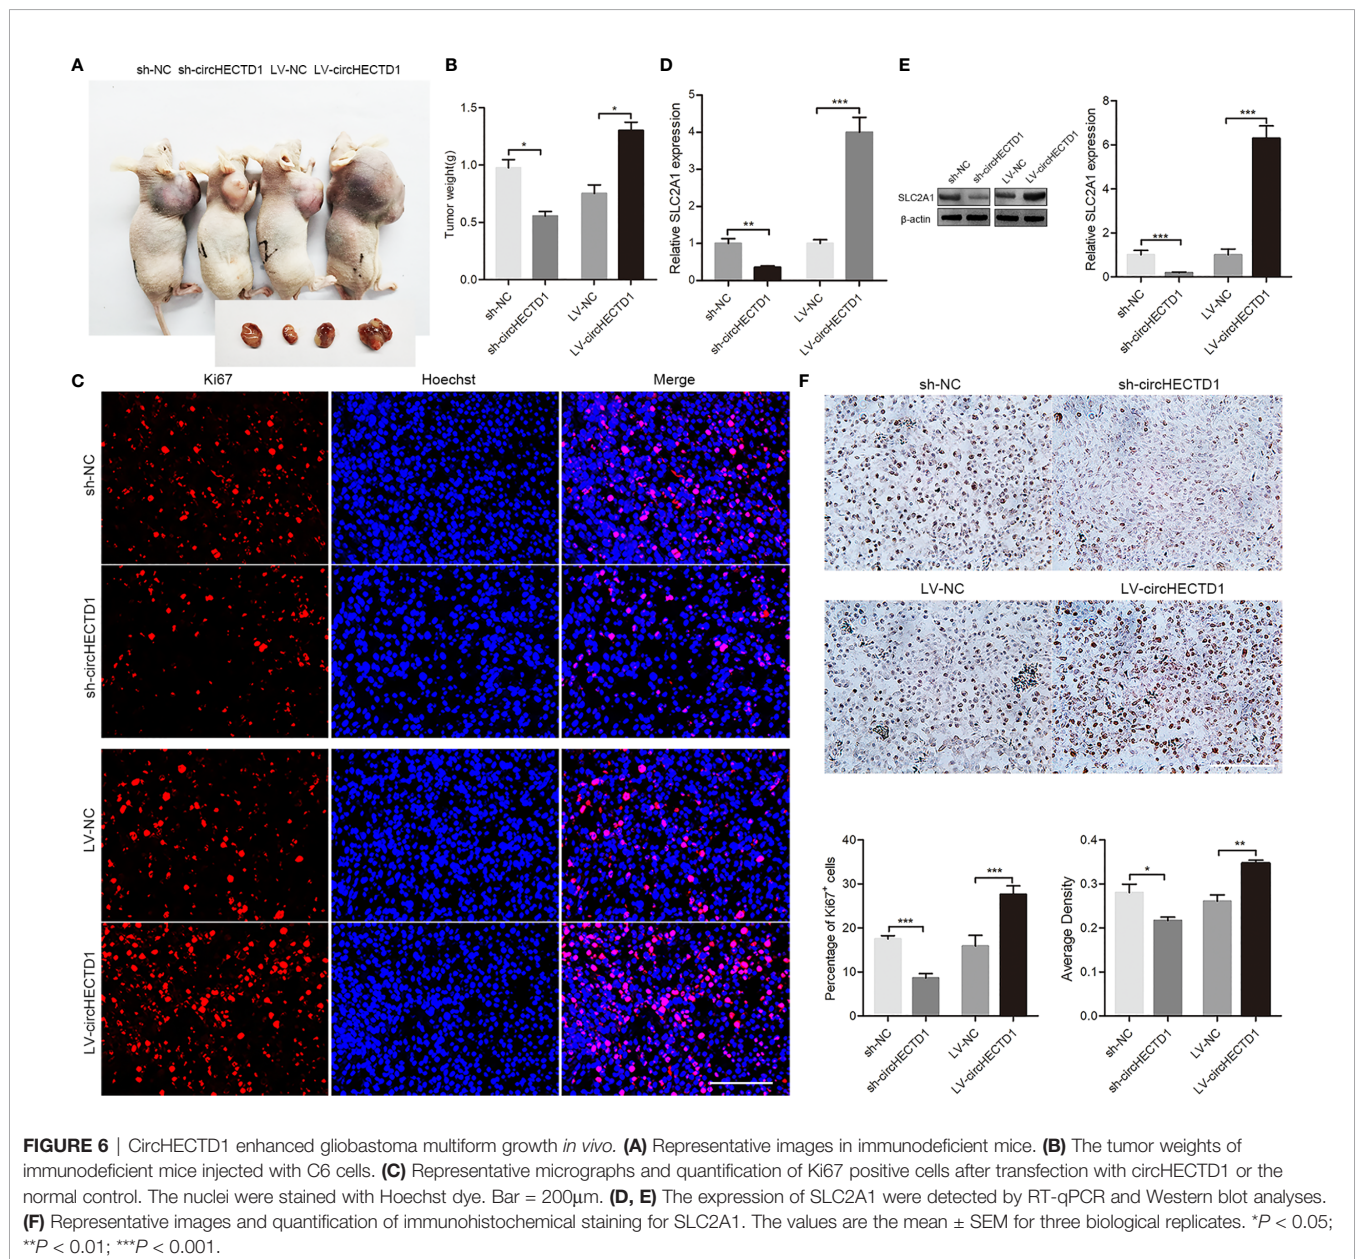 A
sh-NC sh-circHECTD1 LV-NC LV-circHECTD1
B
Tumor weight(g)
1.5
1.0
0.5
0.0
*
*
sh-NC
sh-circHECTD1
LV-NC
LV-circHECTD1
D
Relative SLC2A1 expression
5
4
3
2
1
0
**
***
sh-NC
sh-circHECTD1
LV-NC
LV-circHECTD1
E
sh-NC
sh-circHECTD1
LV-NC
LV-circHECTD1
SLC2A1
β-actin
Relative SLC2A1 expression
8
6
4
2
0
***
***
sh-NC
sh-circHECTD1
LV-NC
LV-circHECTD1
C
Ki67 Hoechst Merge
sh-NC
sh-circHECTD1
LV-NC
LV-circHECTD1
F
sh-NC sh-circHECTD1
LV-NC LV-circHECTD1
Percentage of Ki67⁺ cells
40
30
20
10
0
***
***
sh-NC
sh-circHECTD1
LV-NC
LV-circHECTD1
Average Density
0.4
0.3
0.2
0.1
0.0
*
**
sh-NC
sh-circHECTD1
LV-NC
LV-circHECTD1
FIGURE 6 | CircHECTD1 enhanced gliobastoma multiform growth in vivo. (A) Representative images in immunodeficient mice. (B) The tumor weights of
immunodeficient mice injected with C6 cells. (C) Representative micrographs and quantification of Ki67 positive cells after transfection with circHECTD1 or the
normal control. The nuclei were stained with Hoechst dye. Bar = 200μm. (D, E) The expression of SLC2A1 were detected by RT-qPCR and Western blot analyses.
(F) Representative images and quantification of immunohistochemical staining for SLC2A1. The values are the mean ± SEM for three biological replicates. *P < 0.05;
**P < 0.01; ***P < 0.001.